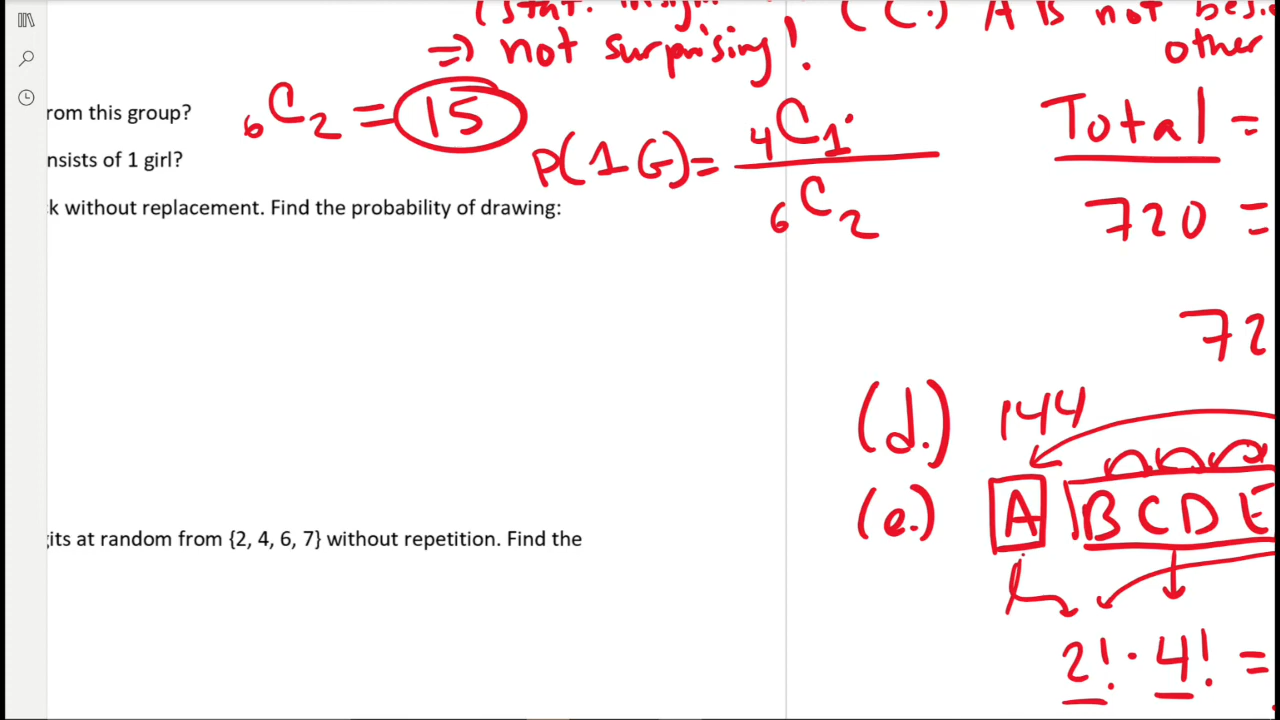 => not surprising!
(C.) A is not
other
rom this group?
₆C₂ = 15
nsists of 1 girl?
P(1G) = ₄C₁ / ₆C₂
k without replacement. Find the probability of drawing:
Total =
720 =
72
(d.) 144
(e.) A B C D E
its at random from {2, 4, 6, 7} without repetition. Find the
2! · 4! =